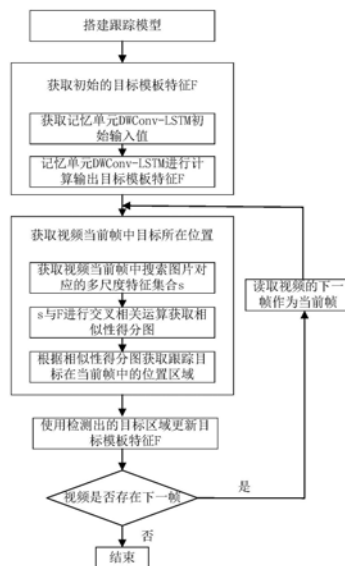 搭建跟踪模型
获取初始的目标模板特征F
获取记忆单元DWConv-LSTM初
始输入值
记忆单元DWConv-LSTM进行计
算输出目标模板特征F
获取视频当前帧中目标所在位置
获取视频当前帧中搜索图片对
应的多尺度特征集合s
s与F进行交叉相关运算获取相
似性得分图
根据相似性得分图获取跟踪目
标在当前帧中的位置区域
读取视频的下一
帧作为当前帧
使用检测出的目标区域更新目
标模板特征F
视频是否存在下一帧
是
否
结束